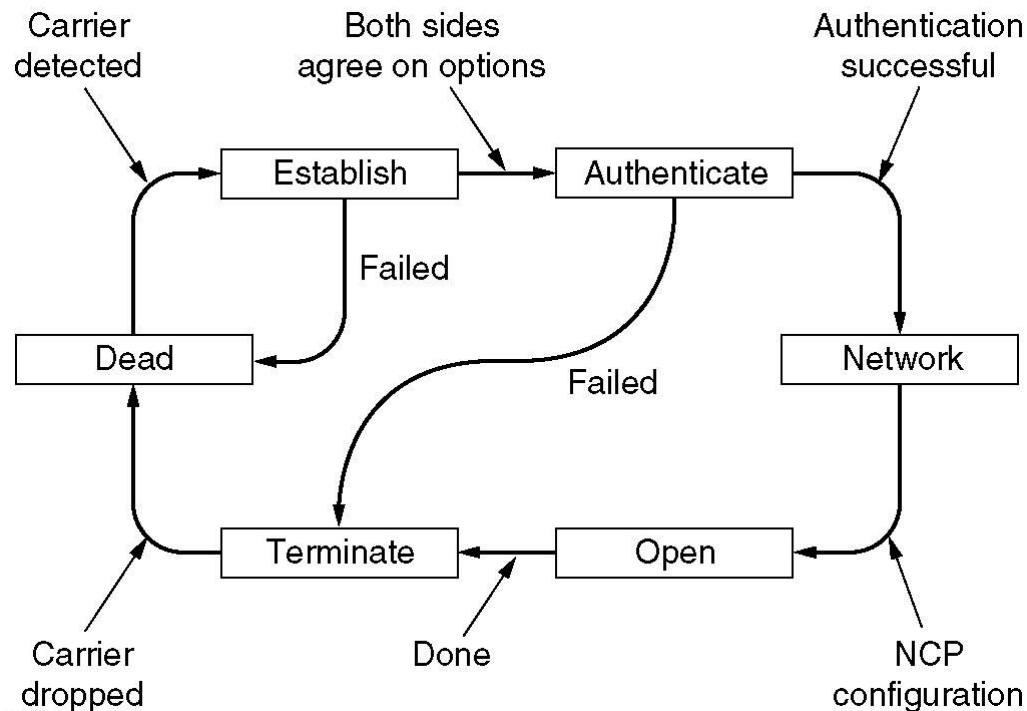 Carrier
detected
Both sides
agree on options
Authentication
successful
Establish
Authenticate
Failed
Dead
Network
Failed
Terminate
Open
Carrier
dropped
Done
NCP
configuration